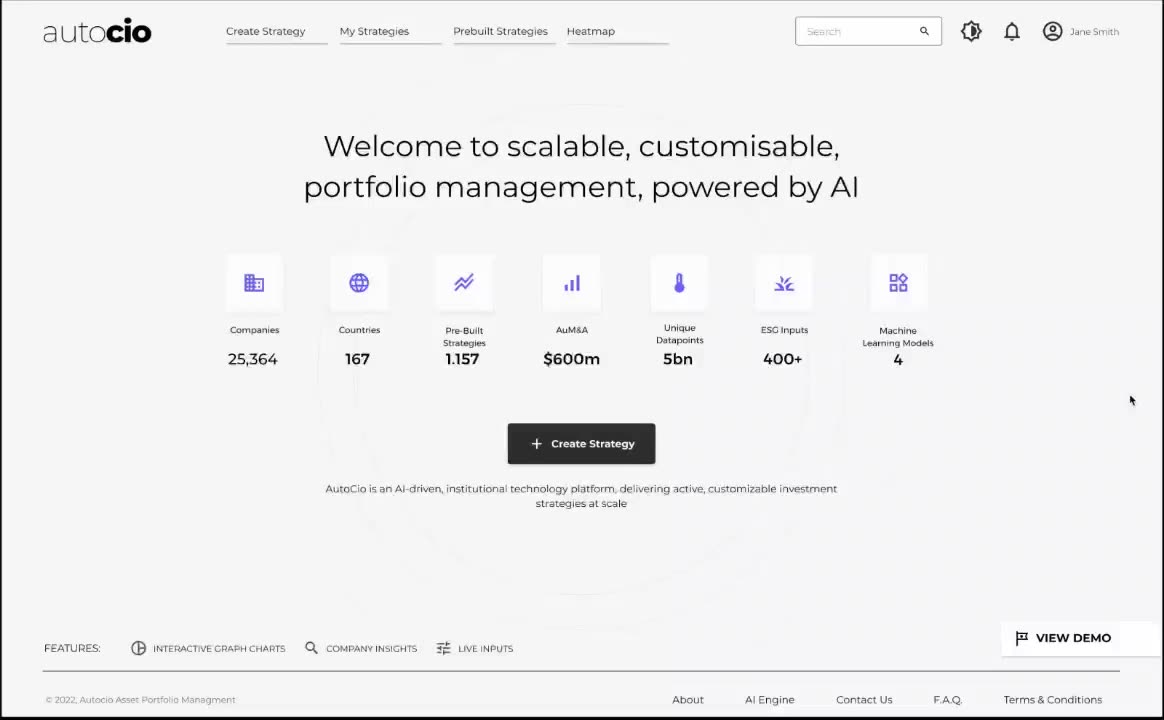 autocio
Create Strategy
My Strategies
Prebuilt Strategies
Heatmap
Search
Jane Smith
Welcome to scalable, customisable,
portfolio management, powered by AI
Companies
25,364
Countries
167
Pre-Built
Strategies
1.157
AuM&A
$600m
Unique
Datapoints
5bn
ESG Inputs
400+
Machine
Learning Models
4
+ Create Strategy
AutoCio is an AI-driven, institutional technology platform, delivering active, customizable investment
strategies at scale
FEATURES:
INTERACTIVE GRAPH CHARTS
COMPANY INSIGHTS
LIVE INPUTS
VIEW DEMO
© 2022, Autocio Asset Portfolio Managment
About
AI Engine
Contact Us
F.A.Q.
Terms & Conditions